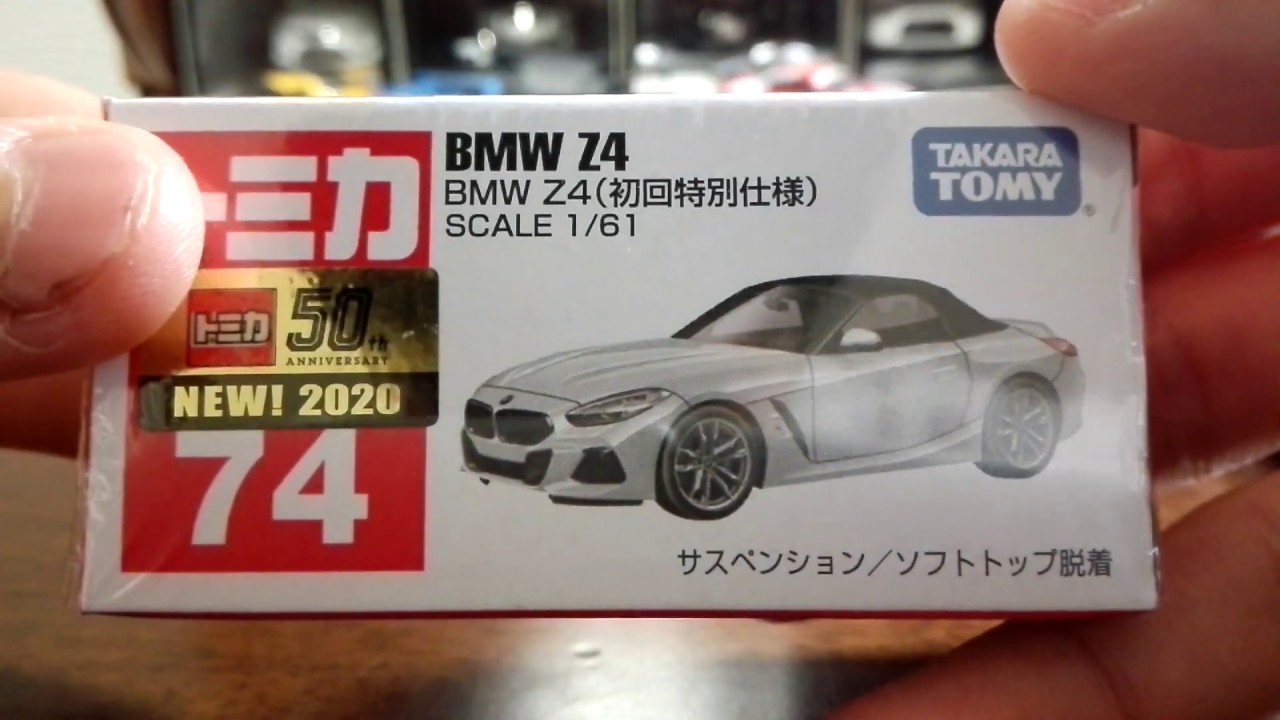 トミカ
BMW Z4
BMW Z4(初回特別仕様)
SCALE 1/61
TAKARA
TOMY
®
トミカ
50th
ANNIVERSARY
NEW! 2020
74
サスペンション/ソフトトップ脱着